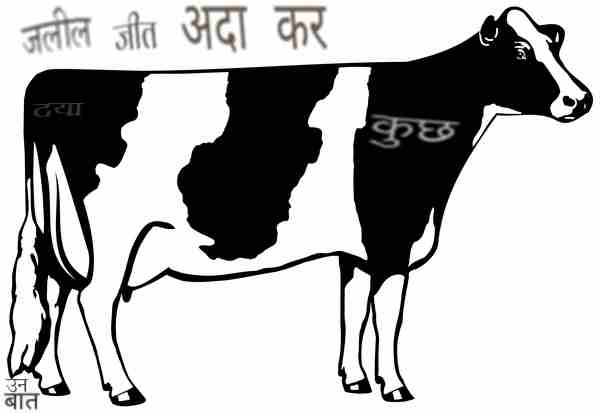 जलील जीत अदा कर
दया
कुछ
उन
बात